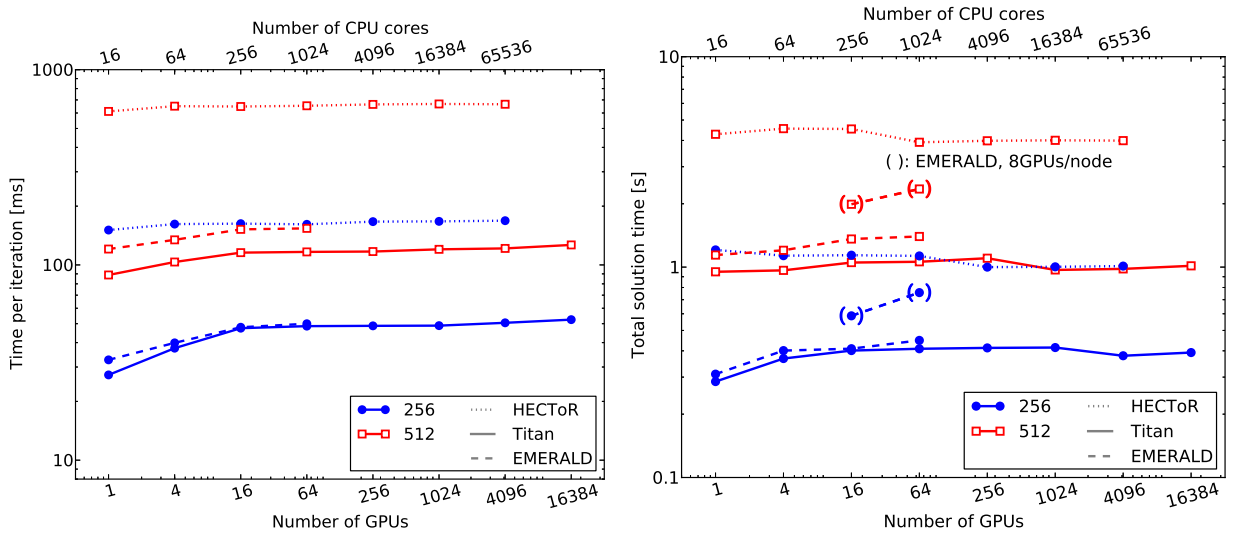 Number of CPU cores
16 64 256 1024 4096 16384 65536
1000
100
10
Time per iteration [ms]
256 HECToR
512 Titan
EMERALD
1 4 16 64 256 1024 4096 16384
Number of GPUs
Number of CPU cores
16 64 256 1024 4096 16384 65536
10
1
0.1
Total solution time [s]
( ): EMERALD, 8GPUs/node
( ) ( )
( ) ( )
256 HECToR
512 Titan
EMERALD
1 4 16 64 256 1024 4096 16384
Number of GPUs